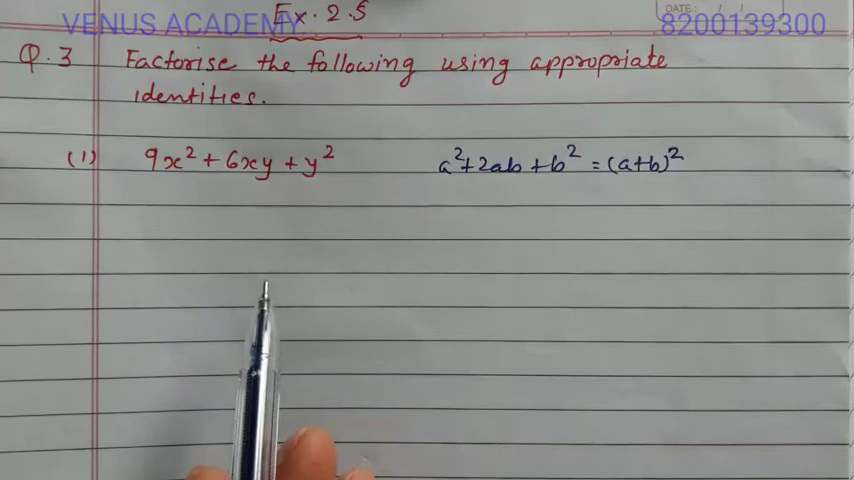 VENUS ACADEMY
Ex. 2.5
DATE: / /
8200139300
Q.3 Factorise the following using appropriate
identities.
(1) 9x² + 6xy + y² a² + 2ab + b² = (a+b)²